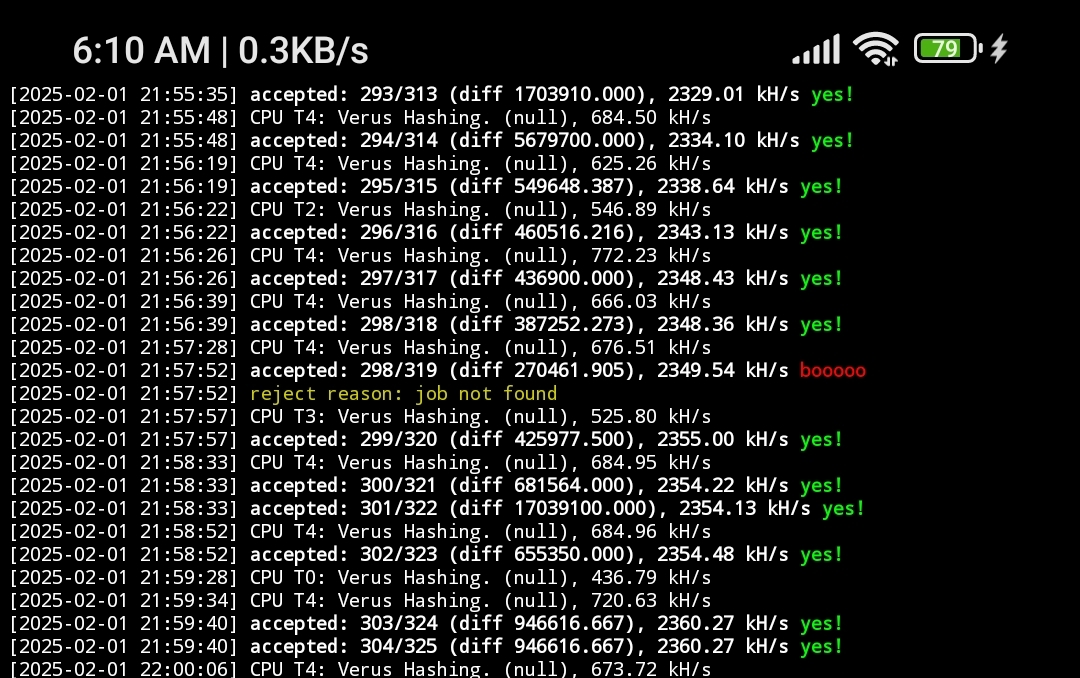 6:10 AM | 0.3KB/s 79
[2025-02-01 21:55:35] accepted: 293/313 (diff 1703910.000), 2329.01 kH/s yes!
[2025-02-01 21:55:48] CPU T4: Verus Hashing. (null), 684.50 kH/s
[2025-02-01 21:55:48] accepted: 294/314 (diff 5679700.000), 2334.10 kH/s yes!
[2025-02-01 21:56:19] CPU T4: Verus Hashing. (null), 625.26 kH/s
[2025-02-01 21:56:19] accepted: 295/315 (diff 549648.387), 2338.64 kH/s yes!
[2025-02-01 21:56:22] CPU T2: Verus Hashing. (null), 546.89 kH/s
[2025-02-01 21:56:22] accepted: 296/316 (diff 460516.216), 2343.13 kH/s yes!
[2025-02-01 21:56:26] CPU T4: Verus Hashing. (null), 772.23 kH/s
[2025-02-01 21:56:26] accepted: 297/317 (diff 436900.000), 2348.43 kH/s yes!
[2025-02-01 21:56:39] CPU T4: Verus Hashing. (null), 666.03 kH/s
[2025-02-01 21:56:39] accepted: 298/318 (diff 387252.273), 2348.36 kH/s yes!
[2025-02-01 21:57:28] CPU T4: Verus Hashing. (null), 676.51 kH/s
[2025-02-01 21:57:52] accepted: 298/319 (diff 270461.905), 2349.54 kH/s booooo
[2025-02-01 21:57:52] reject reason: job not found
[2025-02-01 21:57:57] CPU T3: Verus Hashing. (null), 525.80 kH/s
[2025-02-01 21:57:57] accepted: 299/320 (diff 425977.500), 2355.00 kH/s yes!
[2025-02-01 21:58:33] CPU T4: Verus Hashing. (null), 684.95 kH/s
[2025-02-01 21:58:33] accepted: 300/321 (diff 681564.000), 2354.22 kH/s yes!
[2025-02-01 21:58:33] accepted: 301/322 (diff 17039100.000), 2354.13 kH/s yes!
[2025-02-01 21:58:52] CPU T4: Verus Hashing. (null), 684.96 kH/s
[2025-02-01 21:58:52] accepted: 302/323 (diff 655350.000), 2354.48 kH/s yes!
[2025-02-01 21:59:28] CPU T0: Verus Hashing. (null), 436.79 kH/s
[2025-02-01 21:59:34] CPU T4: Verus Hashing. (null), 720.63 kH/s
[2025-02-01 21:59:40] accepted: 303/324 (diff 946616.667), 2360.27 kH/s yes!
[2025-02-01 21:59:40] accepted: 304/325 (diff 946616.667), 2360.27 kH/s yes!
[2025-02-01 22:00:06] CPU T4: Verus Hashing. (null), 673.72 kH/s